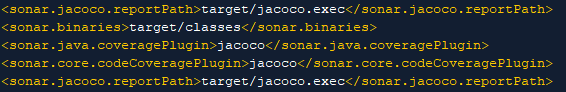 <sonar.jacoco.reportPath>target/jacoco.exec</sonar.jacoco.reportPath>
<sonar.binaries>target/classes</sonar.binaries>
<sonar.java.coveragePlugin>jacoco</sonar.java.coveragePlugin>
<sonar.core.codeCoveragePlugin>jacoco</sonar.core.codeCoveragePlugin>
<sonar.jacoco.reportPath>target/jacoco.exec</sonar.jacoco.reportPath>